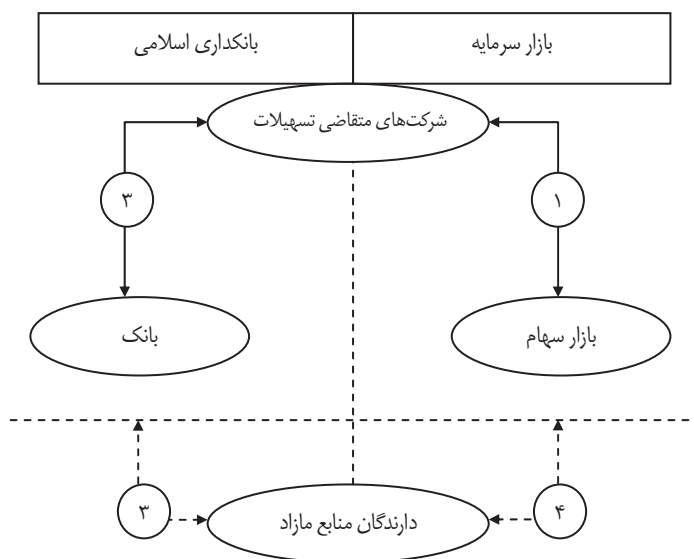 بازار سرمایه
بانکداری اسلامی
شرکت‌های متقاضی تسهیلات
۱
۳
بازار سهام
بانک
۴
۳
دارندگان منابع مازاد